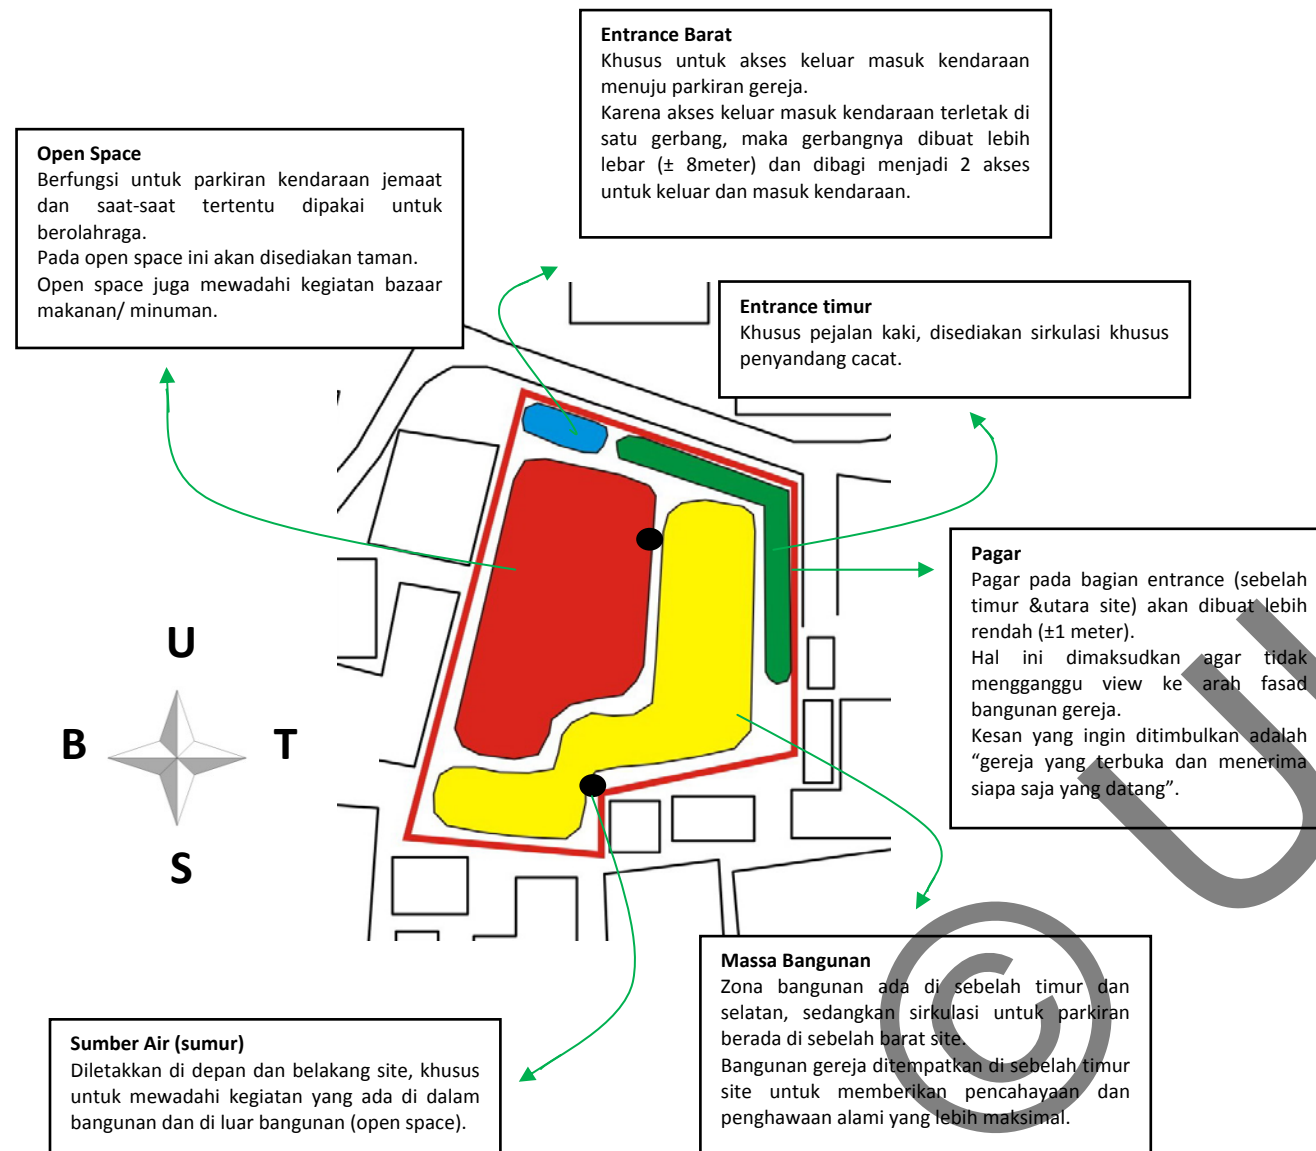 Entrance Barat
Khusus untuk akses keluar masuk kendaraan
menuju parkiran gereja.
Karena akses keluar masuk kendaraan terletak di
satu gerbang, maka gerbangnya dibuat lebih
lebar (± 8meter) dan dibagi menjadi 2 akses
untuk keluar dan masuk kendaraan.
Open Space
Berfungsi untuk parkiran kendaraan jemaat
dan saat-saat tertentu dipakai untuk
berolahraga.
Pada open space ini akan disediakan taman.
Open space juga mewadahi kegiatan bazaar
makanan/ minuman.
Entrance timur
Khusus pejalan kaki, disediakan sirkulasi khusus
penyandang cacat.
Pagar
Pagar pada bagian entrance (sebelah
timur &utara site) akan dibuat lebih
rendah (±1 meter).
Hal ini dimaksudkan agar tidak
mengganggu view ke arah fasad
bangunan gereja.
Kesan yang ingin ditimbulkan adalah
“gereja yang terbuka dan menerima
siapa saja yang datang”.
U
B
T
S
Massa Bangunan
Zona bangunan ada di sebelah timur dan
selatan, sedangkan sirkulasi untuk parkiran
berada di sebelah barat site.
Bangunan gereja ditempatkan di sebelah timur
site untuk memberikan pencahayaan dan
penghawaan alami yang lebih maksimal.
Sumber Air (sumur)
Diletakkan di depan dan belakang site, khusus
untuk mewadahi kegiatan yang ada di dalam
bangunan dan di luar bangunan (open space).
© U